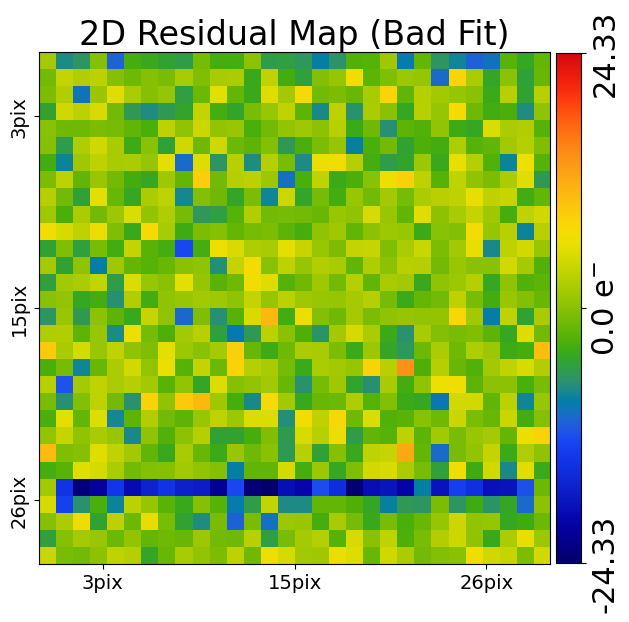 2D Residual Map (Bad Fit)
3pix
15pix
26pix
3pix
15pix
26pix
24.33
0.0 e⁻
-24.33